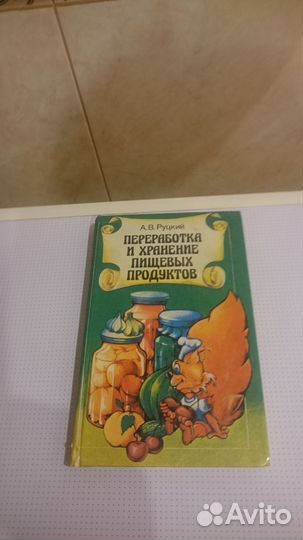 А.В. Руцкий
ПЕРЕРАБОТКА
И ХРАНЕНИЕ
ПИЩЕВЫХ
ПРОДУКТОВ
Avito